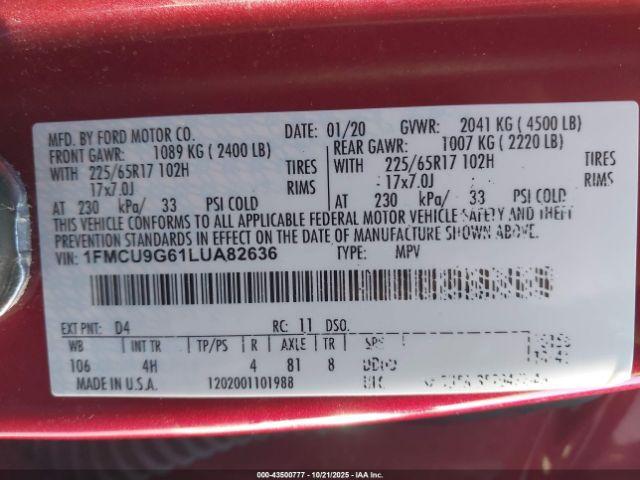 MFD. BY FORD MOTOR CO. DATE: 01/20 GVWR: 2041 KG ( 4500 LB)
FRONT GAWR: 1089 KG ( 2400 LB) REAR GAWR: 1007 KG ( 2220 LB)
WITH 225/65R17 102H TIRES WITH 225/65R17 102H TIRES
17x7.0J RIMS 17x7.0J RIMS
AT 230 kPa/ 33 PSI COLD AT 230 kPa/ 33 PSI COLD
THIS VEHICLE CONFORMS TO ALL APPLICABLE FEDERAL MOTOR VEHICLE SAFETY AND THEFT
PREVENTION STANDARDS IN EFFECT ON THE DATE OF MANUFACTURE SHOWN ABOVE.
VIN: 1FMCU9G61LUA82636 TYPE: MPV
EXT PNT: D4 RC: 11 DSO:
WB INT TR TP/PS R AXLE TR SPR
106 4H 4 81 8
MADE IN U.S.A. 1202001101988
000-43500777 - 10/21/2025 - IAA Inc.